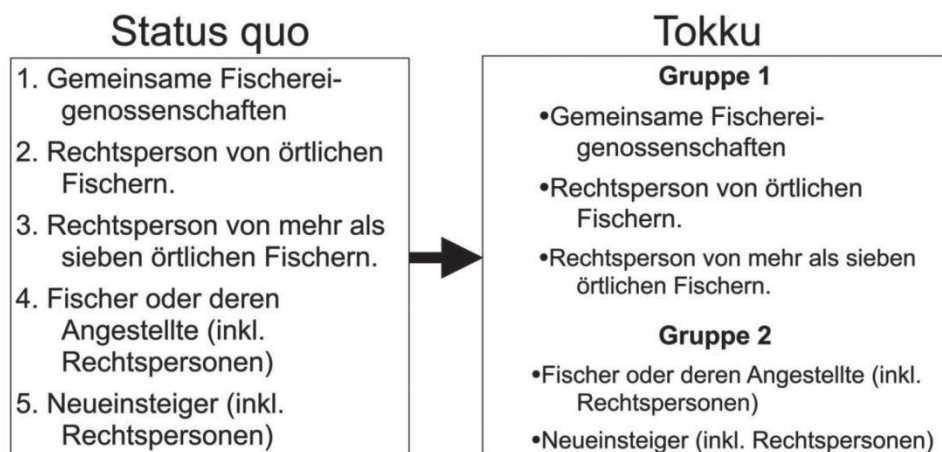 Status quo
1. Gemeinsame Fischerei-
genossenschaften
2. Rechtsperson von örtlichen
Fischern.
3. Rechtsperson von mehr als
sieben örtlichen Fischern.
4. Fischer oder deren
Angestellte (inkl.
Rechtspersonen)
5. Neueinsteiger (inkl.
Rechtspersonen)
Tokku
Gruppe 1
•Gemeinsame Fischerei-
genossenschaften
•Rechtsperson von örtlichen
Fischern.
•Rechtsperson von mehr als sieben
örtlichen Fischern.
Gruppe 2
•Fischer oder deren Angestellte (inkl.
Rechtspersonen)
•Neueinsteiger (inkl. Rechtspersonen)